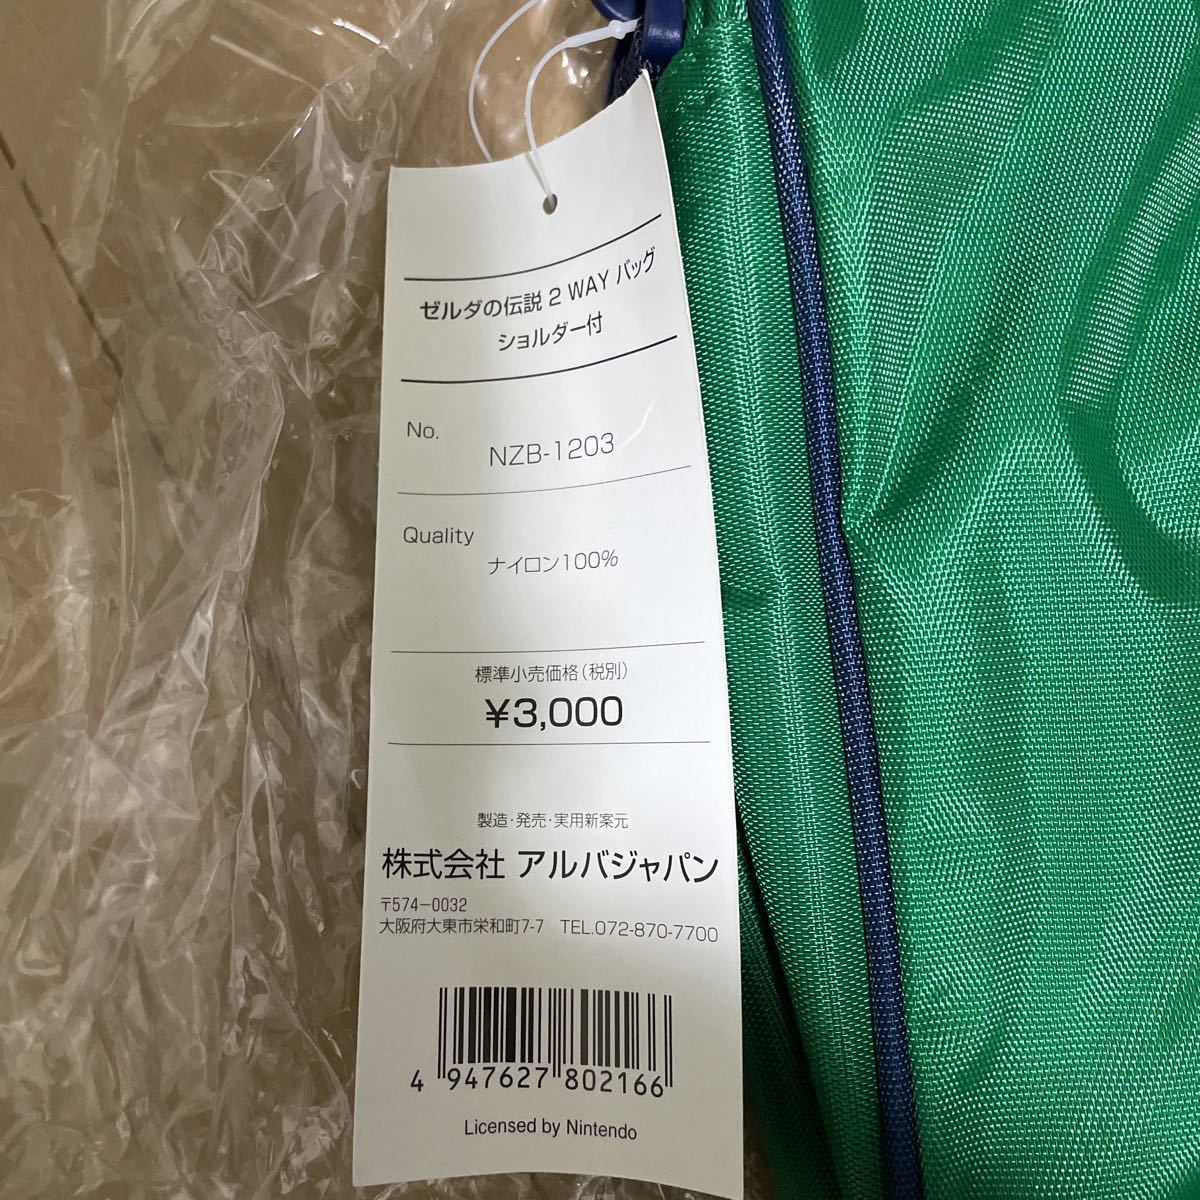 ゼルダの伝説 2 WAY バッグ
ショルダー付
No.
NZB-1203
Quality
ナイロン100%
標準小売価格(税別)
¥3,000
製造・発売・実用新案元
株式会社 アルバジャパン
〒574-0032
大阪府大東市栄和町7-7 TEL.072-870-7700
4 947627 802166
Licensed by Nintendo